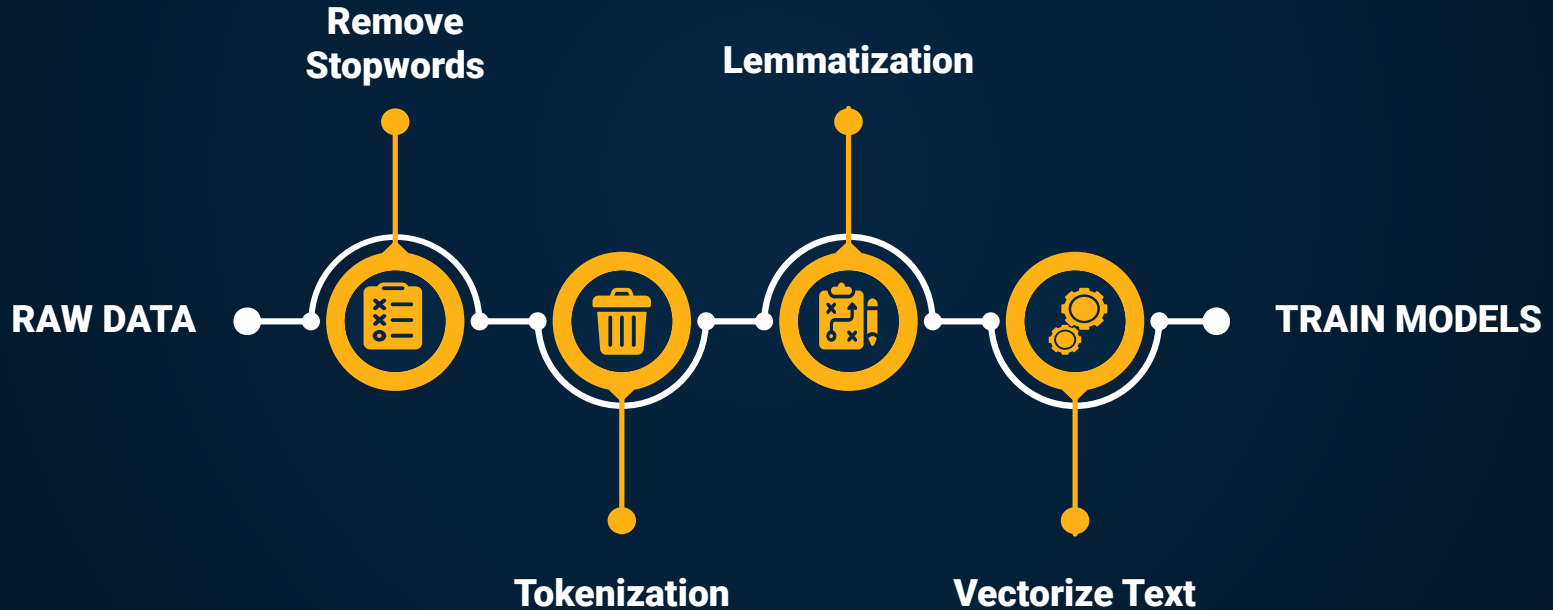 Remove
Stopwords
Lemmatization
RAW DATA
TRAIN MODELS
Tokenization
Vectorize Text